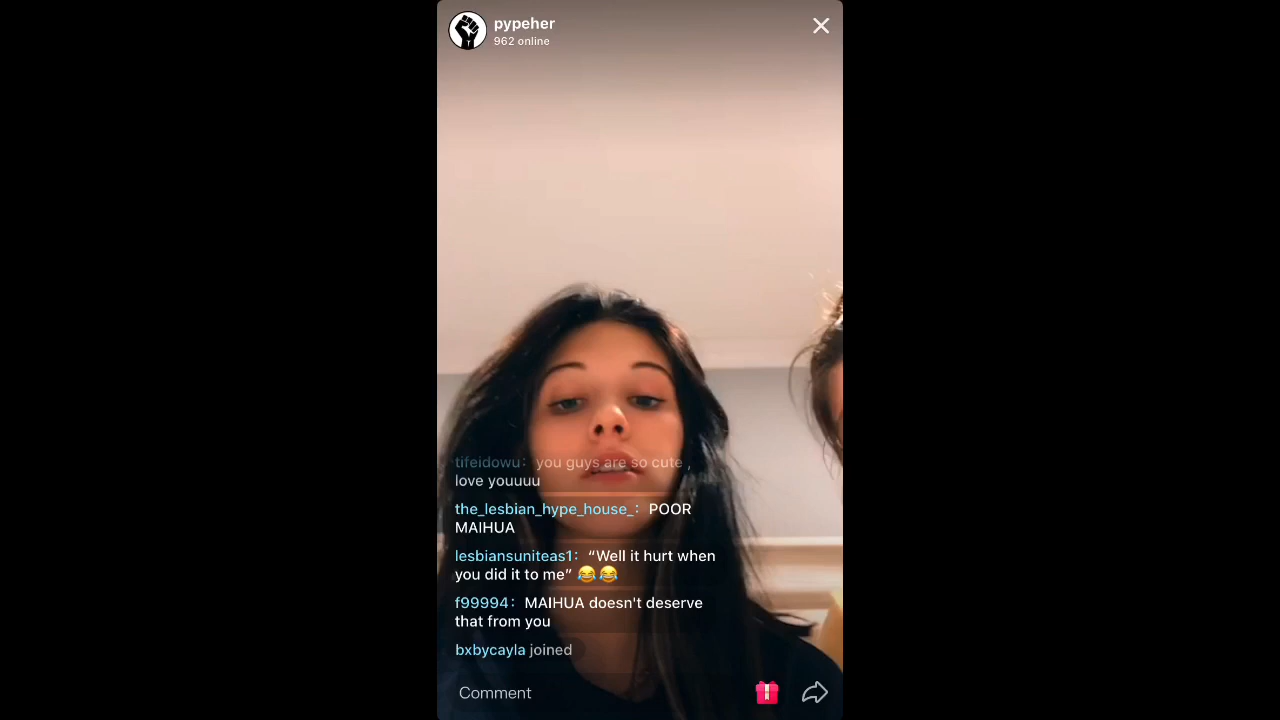 pypeher
962 online
tifeidowu: you guys are so cute ,
love youuuu
the_lesbian_hype_house_: POOR
MAIHUA
lesbiansuniteas1: “Well it hurt when
you did it to me” 😂😂
f99994: MAIHUA doesn't deserve
that from you
bxbycayla joined
Comment